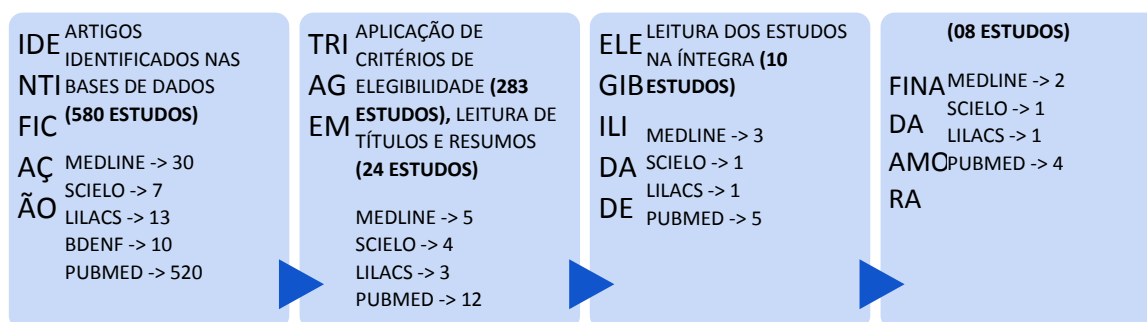 IDE
NTI
FIC
AÇ
ÃO
ARTIGOS
IDENTIFICADOS NAS
BASES DE DADOS
(580 ESTUDOS)
MEDLINE -> 30
SCIELO -> 7
LILACS -> 13
BDENF -> 10
PUBMED -> 520
TRI
AG
EM
APLICAÇÃO DE
CRITÉRIOS DE
ELEGIBILIDADE (283
ESTUDOS), LEITURA DE
TÍTULOS E RESUMOS
(24 ESTUDOS)
MEDLINE -> 5
SCIELO -> 4
LILACS -> 3
PUBMED -> 12
ELE
GIB
ILI
DA
DE
LEITURA DOS ESTUDOS
NA ÍNTEGRA (10
ESTUDOS)
MEDLINE -> 3
SCIELO -> 1
LILACS -> 1
PUBMED -> 5
FINA
DA
AMO
RA
(08 ESTUDOS)
MEDLINE -> 2
SCIELO -> 1
LILACS -> 1
PUBMED -> 4